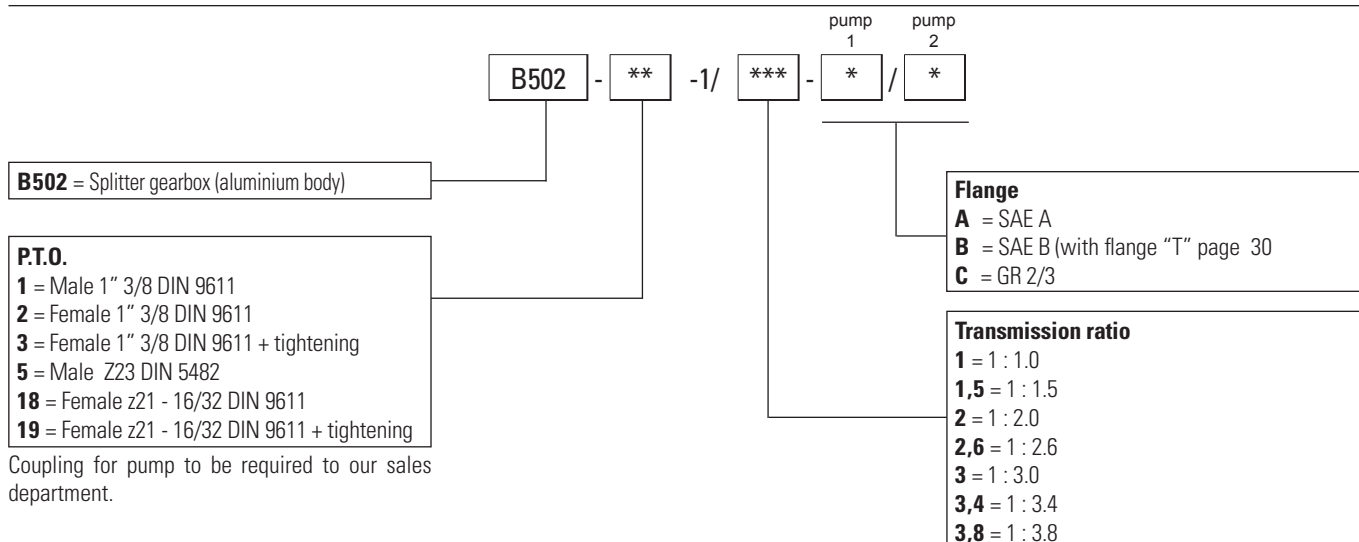 pump pump
1 2
B502 - ** -1/ *** - * / *
B502 = Splitter gearbox (aluminium body)
P.T.O.
1 = Male 1" 3/8 DIN 9611
2 = Female 1" 3/8 DIN 9611
3 = Female 1" 3/8 DIN 9611 + tightening
5 = Male Z23 DIN 5482
18 = Female z21 - 16/32 DIN 9611
19 = Female z21 - 16/32 DIN 9611 + tightening
Coupling for pump to be required to our sales
department.
Flange
A = SAE A
B = SAE B (with flange “T” page 30
C = GR 2/3
Transmission ratio
1 = 1 : 1.0
1,5 = 1 : 1.5
2 = 1 : 2.0
2,6 = 1 : 2.6
3 = 1 : 3.0
3,4 = 1 : 3.4
3,8 = 1 : 3.8